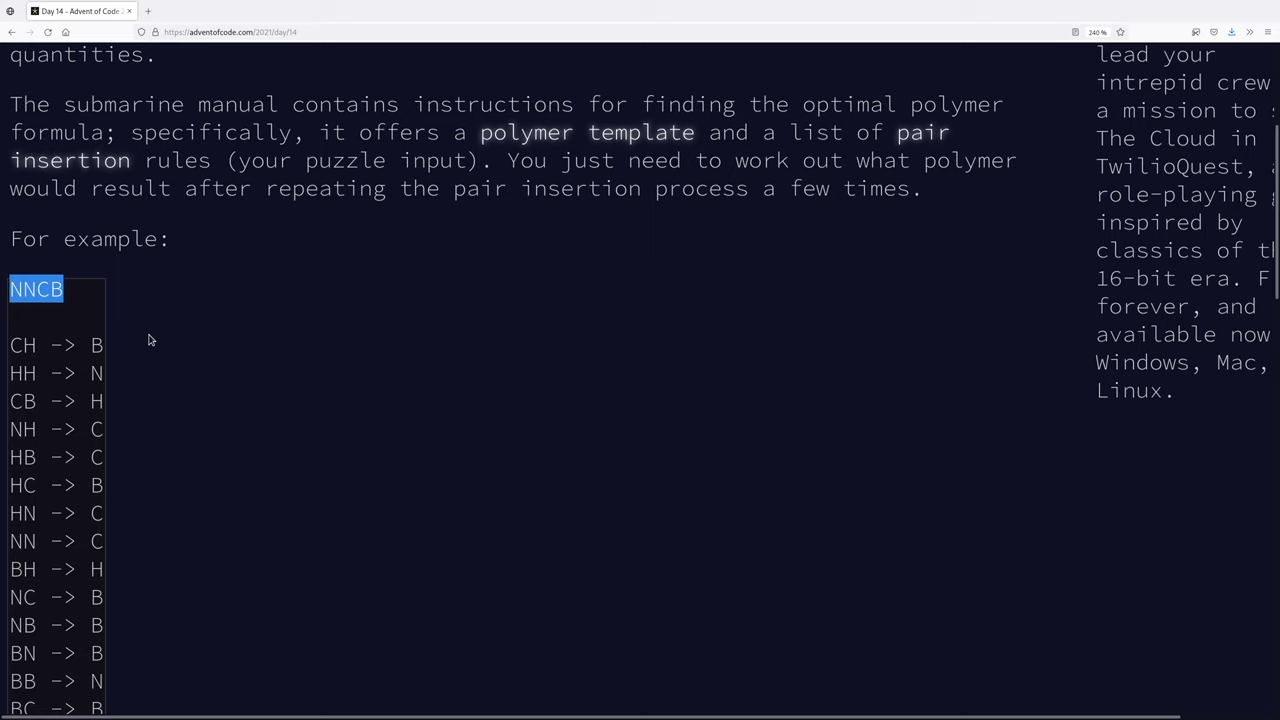 Day 14 - Advent of Code 2
https://adventofcode.com/2021/day/14
240 %
quantities.
The submarine manual contains instructions for finding the optimal polymer
formula; specifically, it offers a polymer template and a list of pair
insertion rules (your puzzle input). You just need to work out what polymer
would result after repeating the pair insertion process a few times.
For example:
NNCB
CH -> B
HH -> N
CB -> H
NH -> C
HB -> C
HC -> B
HN -> C
NN -> C
BH -> H
NC -> B
NB -> B
BN -> B
BB -> N
BC -> B
lead your
intrepid crew
a mission to
The Cloud in
TwilioQuest,
role-playing
inspired by
classics of
16-bit era. F
forever, and
available now
Windows, Mac,
Linux.